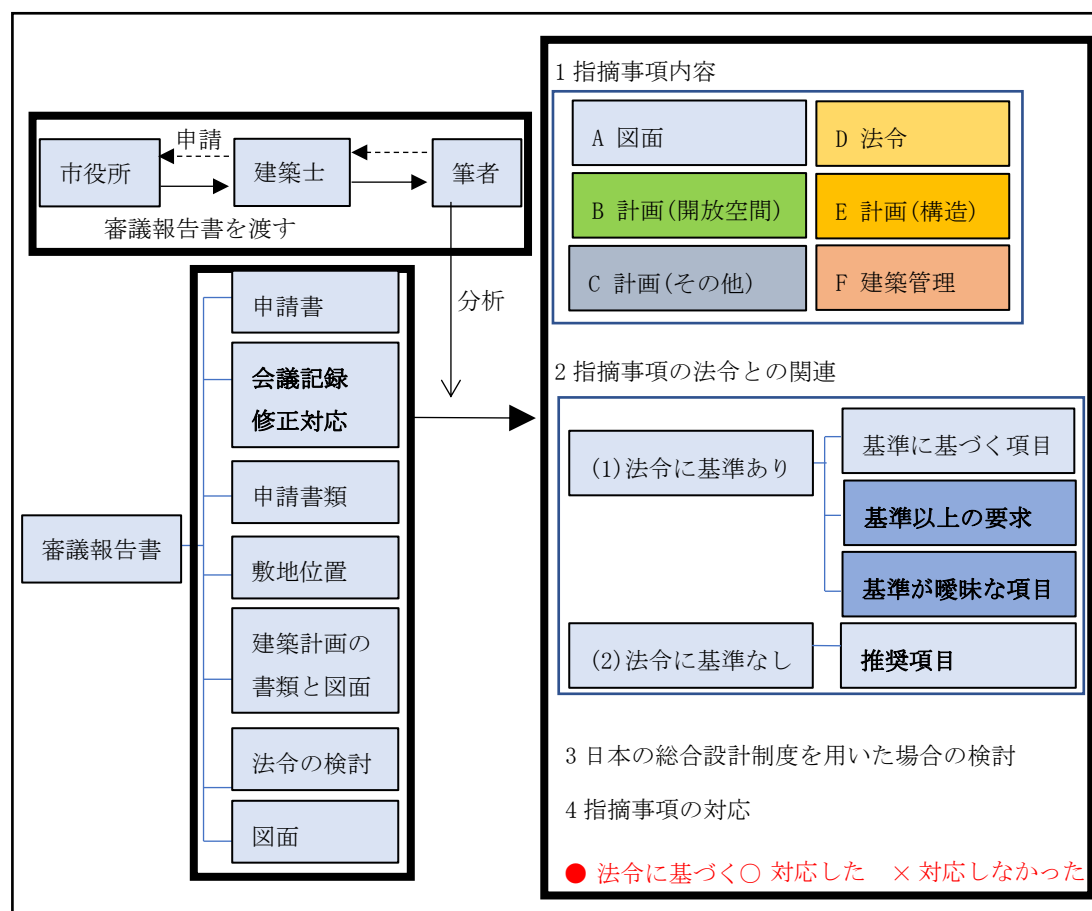 申請
市役所
建築士
筆者
審議報告書を渡す
分析
審議報告書
申請書
会議記録
修正対応
申請書類
敷地位置
建築計画の
書類と図面
法令の検討
図面
1 指摘事項内容
A 図面
D 法令
B 計画(開放空間)
E 計画(構造)
C 計画(その他)
F 建築管理
2 指摘事項の法令との関連
(1)法令に基準あり
基準に基づく項目
基準以上の要求
基準が曖昧な項目
(2)法令に基準なし
推奨項目
3 日本の総合設計制度を用いた場合の検討
4 指摘事項の対応
● 法令に基づく○ 対応した ×対応しなかった